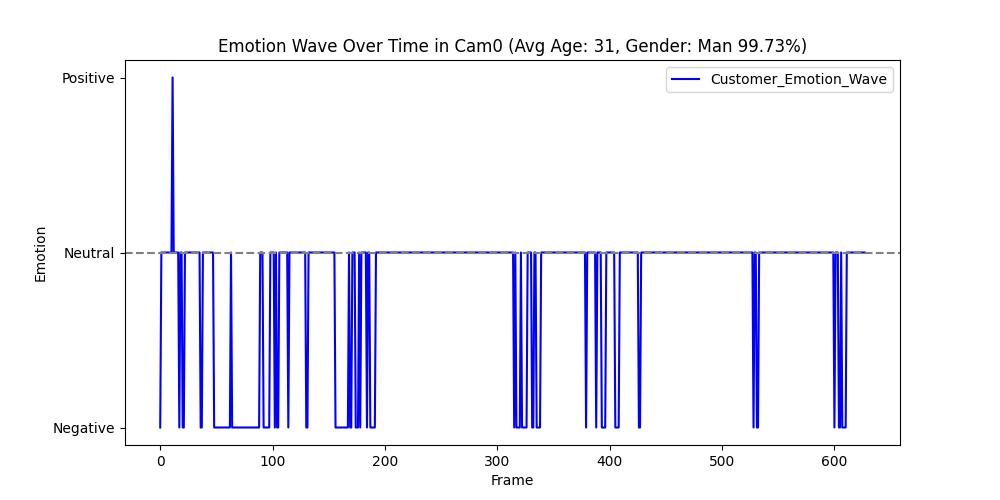 Emotion Wave Over Time in Cam0 (Avg Age: 31, Gender: Man 99.73%)
Customer_Emotion_Wave
Positive
Neutral
Negative
Emotion
0 100 200 300 400 500 600
Frame